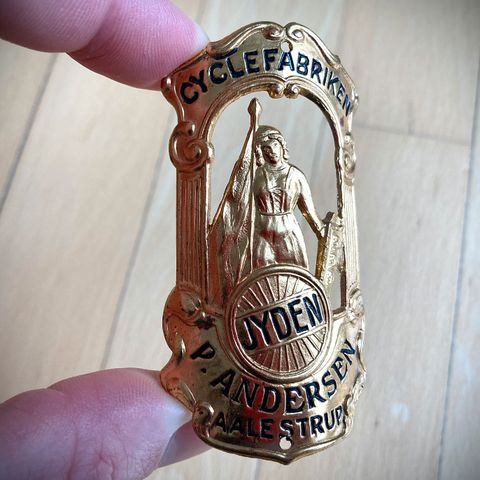 CYCLEFABRIKEN
JYDEN
P. ANDERSEN
AALESTRUP